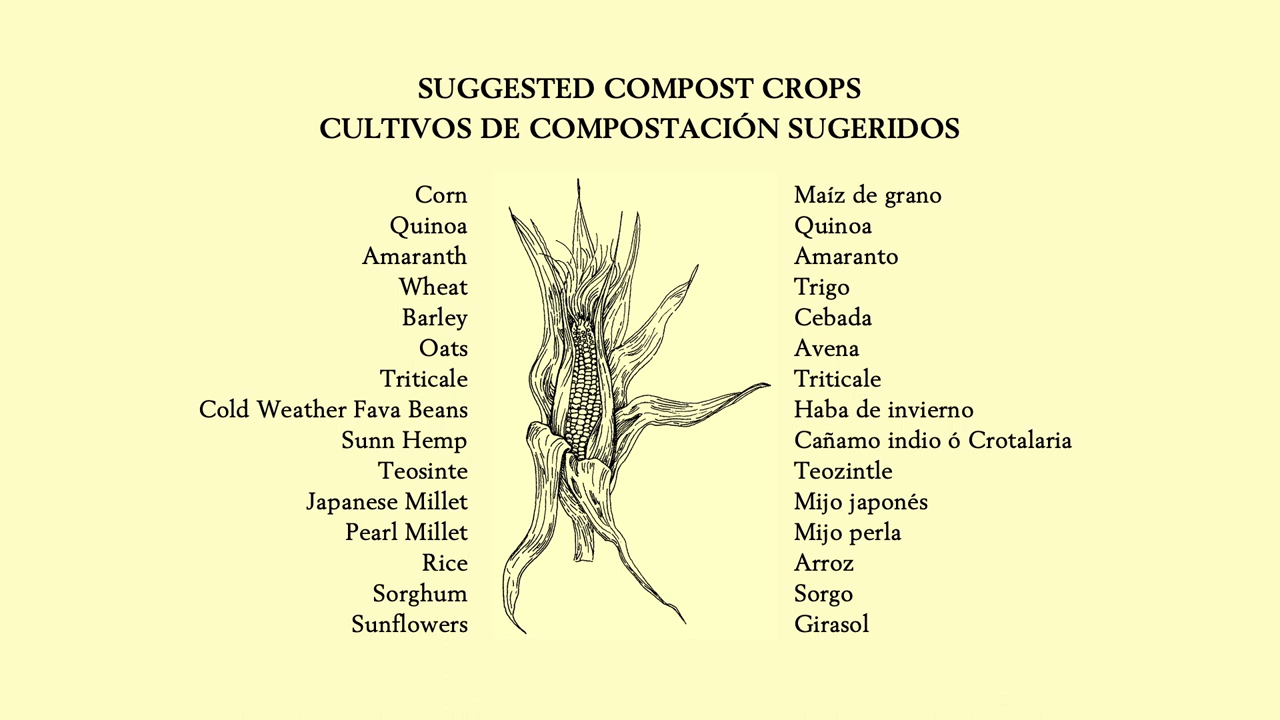 SUGGESTED COMPOST CROPS
CULTIVOS DE COMPOSTACIÓN SUGERIDOS
Corn
Quinoa
Amaranth
Wheat
Barley
Oats
Triticale
Cold Weather Fava Beans
Sunn Hemp
Teosinte
Japanese Millet
Pearl Millet
Rice
Sorghum
Sunflowers
Maíz de grano
Quinoa
Amaranto
Trigo
Cebada
Avena
Triticale
Haba de invierno
Cañamo indio ó Crotalaria
Teozintle
Mijo japonés
Mijo perla
Arroz
Sorgo
Girasol